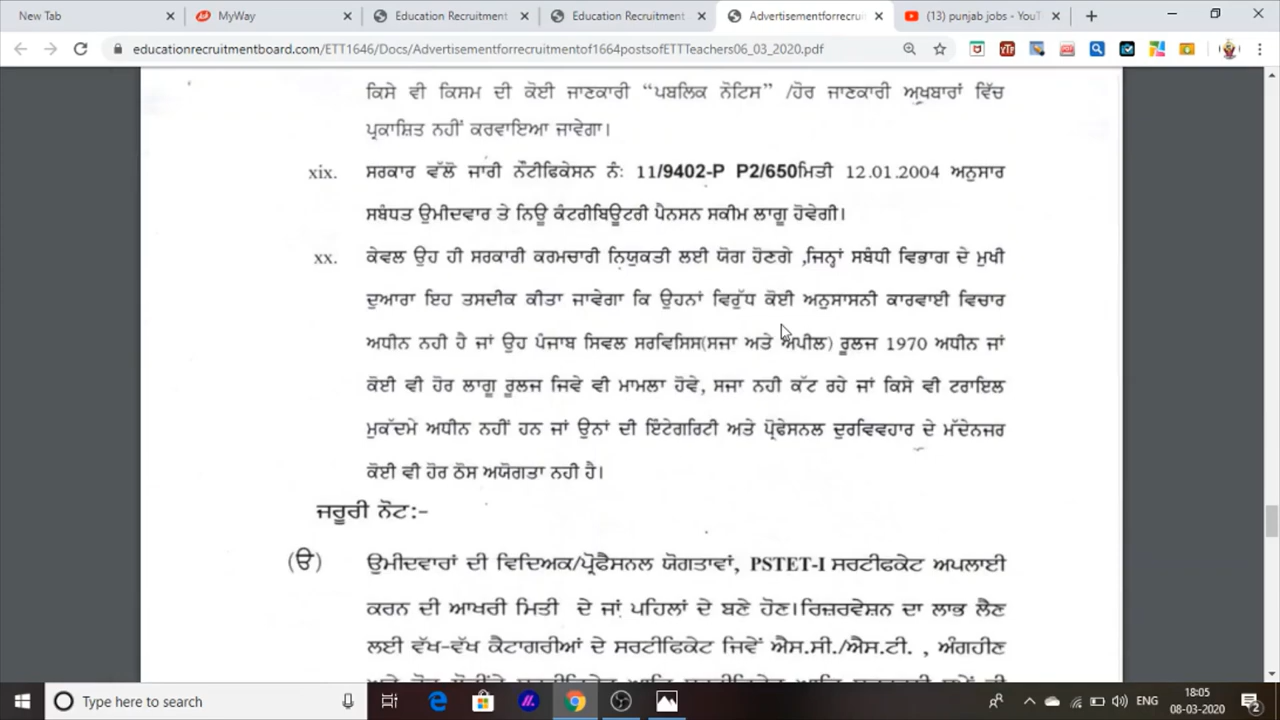 New Tab
MyWay
Education Recruitment
Education Recruitment
Advertisementforrecrui
(13) punjab jobs - YouT
educationrecruitmentboard.com/ETT1646/Docs/Advertisementforrecruitmentof1664postsofETTTeachers06_03_2020.pdf
ਕਿਸੇ ਵੀ ਕਿਸਮ ਦੀ ਕੋਈ ਜਾਣਕਾਰੀ “ਪਬਲਿਕ ਨੋਟਿਸ” /ਹੋਰ ਜਾਣਕਾਰੀ ਅਖਬਾਰਾਂ ਵਿੱਚ
ਪ੍ਰਕਾਸ਼ਿਤ ਨਹੀਂ ਕਰਵਾਇਆ ਜਾਵੇਗਾ।
xix. ਸਰਕਾਰ ਵੱਲੋਂ ਜਾਰੀ ਨੌਟੀਫਿਕੇਸਨ ਨੰ: 11/9402-P P2/650ਮਿਤੀ 12.01.2004 ਅਨੁਸਾਰ
ਸਬੰਧਤ ਉਮੀਦਵਾਰ ਤੇ ਨਿਊ ਕੰਟਰੀਬਿਊਟਰੀ ਪੈਨਸਨ ਸਕੀਮ ਲਾਗੂ ਹੋਵੇਗੀ।
xx. ਕੇਵਲ ਉਹ ਹੀ ਸਰਕਾਰੀ ਕਰਮਚਾਰੀ ਨਿਯੁਕਤੀ ਲਈ ਯੋਗ ਹੋਣਗੇ ,ਜਿਨ੍ਹਾਂ ਸਬੰਧੀ ਵਿਭਾਗ ਦੇ ਮੁਖੀ
ਦੁਆਰਾ ਇਹ ਤਸਦੀਕ ਕੀਤਾ ਜਾਵੇਗਾ ਕਿ ਉਹਨਾਂ ਵਿਰੁੱਧ ਕੋਈ ਅਨੁਸਾਸਨੀ ਕਾਰਵਾਈ ਵਿਚਾਰ
ਅਧੀਨ ਨਹੀ ਹੈ ਜਾਂ ਉਹ ਪੰਜਾਬ ਸਿਵਲ ਸਰਵਿਸਿਸ(ਸਜਾ ਅਤੇ ਅਪੀਲ) ਰੂਲਜ 1970 ਅਧੀਨ ਜਾਂ
ਕੋਈ ਵੀ ਹੋਰ ਲਾਗੂ ਰੂਲਜ ਜਿਵੇ ਵੀ ਮਾਮਲਾ ਹੋਵੇ, ਸਜਾ ਨਹੀ ਕੱਟ ਰਹੇ ਜਾਂ ਕਿਸੇ ਵੀ ਟਰਾਇਲ
ਮੁਕੱਦਮੇ ਅਧੀਨ ਨਹੀਂ ਹਨ ਜਾਂ ਉਨਾਂ ਦੀ ਇੰਟੇਗਰਿਟੀ ਅਤੇ ਪ੍ਰੋਫੇਸਨਲ ਦੁਰਵਿਵਹਾਰ ਦੇ ਮੱਦੇਨਜਰ
ਕੋਈ ਵੀ ਹੋਰ ਠੋਸ ਅਯੋਗਤਾ ਨਹੀ ਹੈ।
ਜਰੂਰੀ ਨੋਟ:-
(ੳ) ਉਮੀਦਵਾਰਾਂ ਦੀ ਵਿਦਿਅਕ/ਪ੍ਰੋਫੈਸਨਲ ਯੋਗਤਾਵਾਂ, PSTET-I ਸਰਟੀਫਕੇਟ ਅਪਲਾਈ
ਕਰਨ ਦੀ ਆਖਰੀ ਮਿਤੀ ਦੇ ਜਾਂ ਪਹਿਲਾਂ ਦੇ ਬਣੇ ਹੋਣ।ਰਿਜ਼ਰਵੇਸ਼ਨ ਦਾ ਲਾਭ ਲੈਣ
ਲਈ ਵੱਖ-ਵੱਖ ਕੈਟਾਗਰੀਆਂ ਦੇ ਸਰਟੀਫਿਕੇਟ ਜਿਵੇਂ ਐਸ.ਸੀ./ਐਸ.ਟੀ. , ਅੰਗਹੀਣ
Type here to search
ENG
18:05
08-03-2020